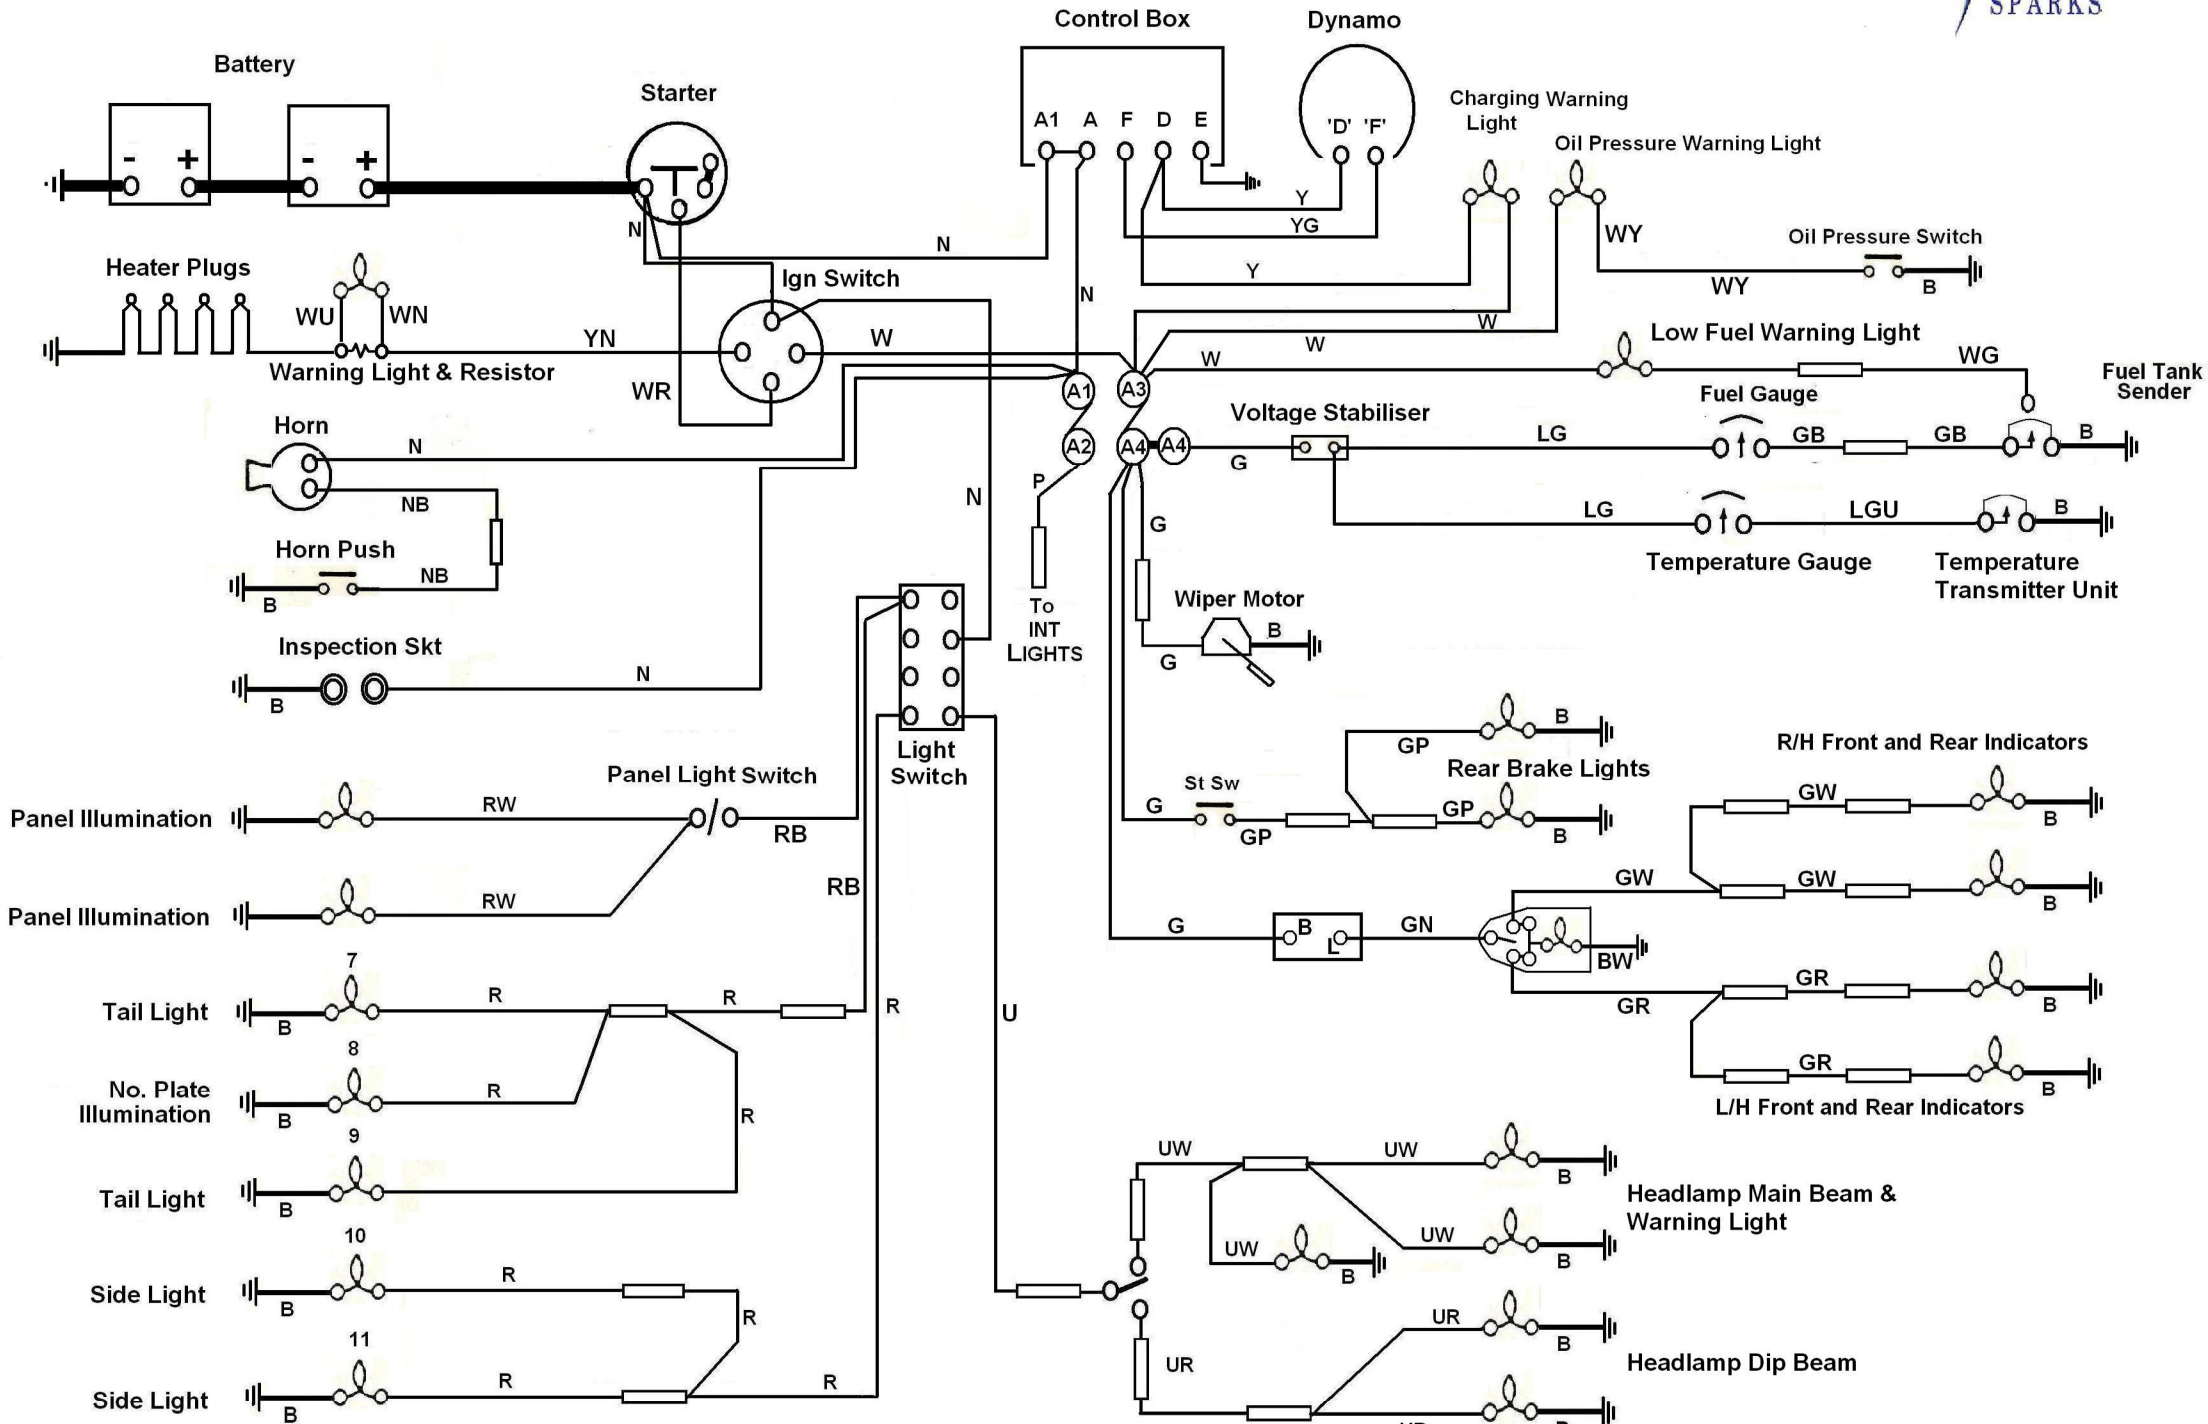 SPARKS
Control Box
Dynamo
Battery
Starter
Charging Warning
Light
A1 A F D E
'D' 'F'
Oil Pressure Warning Light
- + - +
Y
N
YG
WY
N
Oil Pressure Switch
Heater Plugs
Ign Switch
Y
WY
B
WU
WN
N
YN
W
W
W
Low Fuel Warning Light
W
WG
Warning Light & Resistor
WR
A1
A3
Fuel Gauge
Fuel Tank
Sender
Horn
N
Voltage Stabiliser
A2
A4
A4
G
LG
GB
GB
B
P
N
NB
G
LG
LGU
B
Horn Push
NB
B
Temperature Gauge
Temperature
Transmitter Unit
To
INT
LIGHTS
Wiper Motor
B
G
Inspection Skt
N
B
Light
Switch
Panel Light Switch
GP
B
Rear Brake Lights
R/H Front and Rear Indicators
St Sw
Panel Illumination
RW
RB
G
GP
GP
B
GW
B
RB
GW
GW
B
Panel Illumination
RW
G
B
L
GN
BW
7
Tail Light
R
R
B
R
U
GR
GR
B
8
No. Plate
Illumination
R
B
R
GR
B
L/H Front and Rear Indicators
9
Tail Light
B
UW
UW
B
Headlamp Main Beam &
Warning Light
10
Side Light
R
B
R
UW
B
UW
B
11
Side Light
R
R
B
UR
B
UR
Headlamp Dip Beam